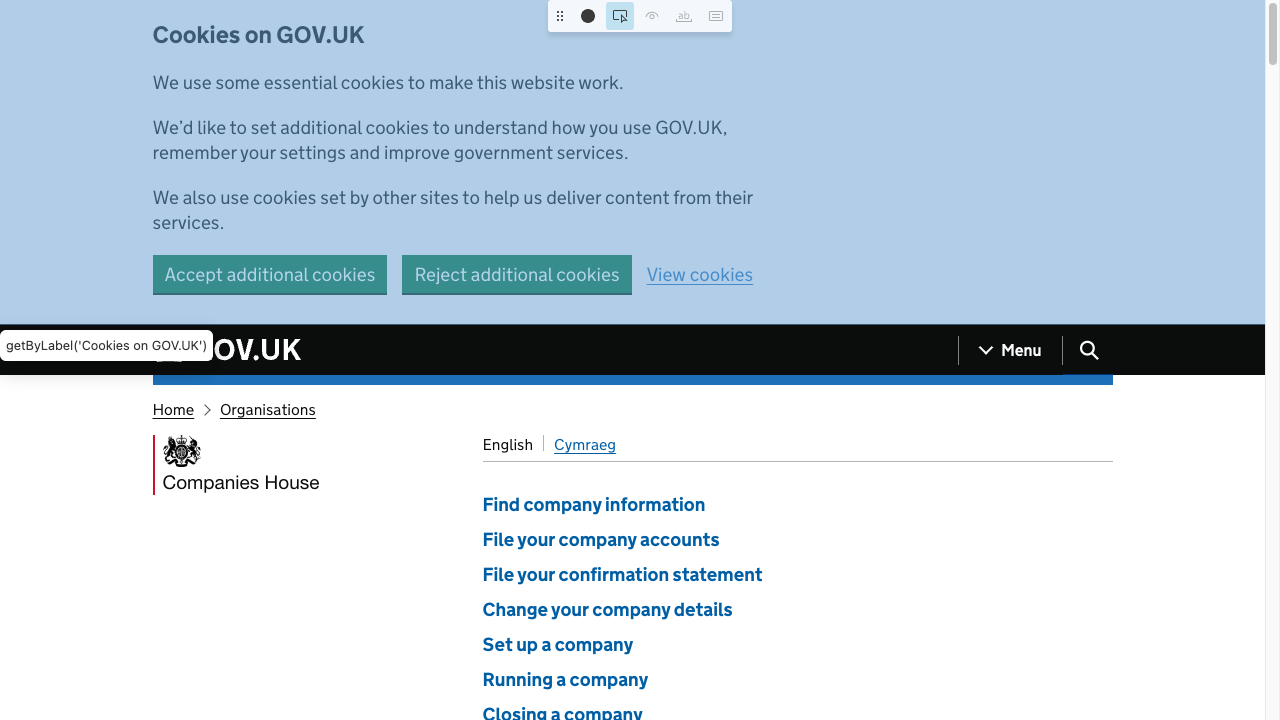 Cookies on GOV.UK
We use some essential cookies to make this website work.
We’d like to set additional cookies to understand how you use GOV.UK,
remember your settings and improve government services.
We also use cookies set by other sites to help us deliver content from their
services.
Accept additional cookies Reject additional cookies View cookies
getByLabel('Cookies on GOV.UK')
OV.UK Menu
Home Organisations
Companies House
English Cymraeg
Find company information
File your company accounts
File your confirmation statement
Change your company details
Set up a company
Running a company
Closing a company